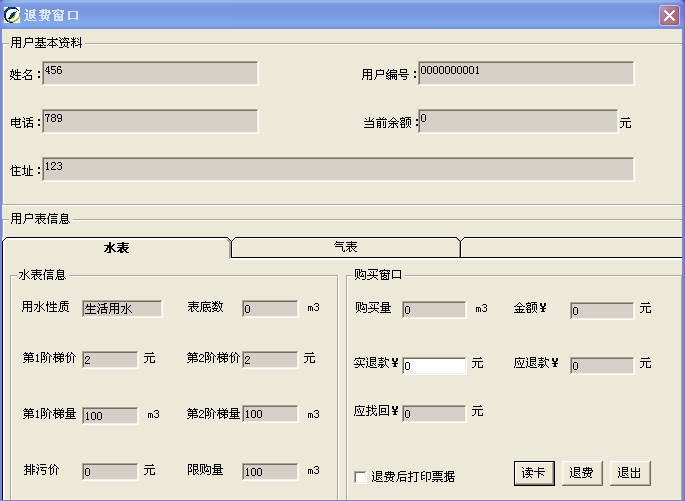 退费窗口
用户基本资料
姓名： 456 用户编号： 0000000001
电话： 789 当前余额： 0 元
住址： 123
用户表信息
水表 气表
水表信息 购买窗口
用水性质 生活用水 表底数 0 m3 购买量 0 m3 金额¥ 0 元
第1阶梯价 2 元 第2阶梯价 2 元 实退款¥ 0 元 应退款¥ 0 元
第1阶梯量 100 m3 第2阶梯量 100 m3 应找回¥ 0 元
排污价 0 元 限购量 100 m3 退费后打印票据 读卡 退费 退出